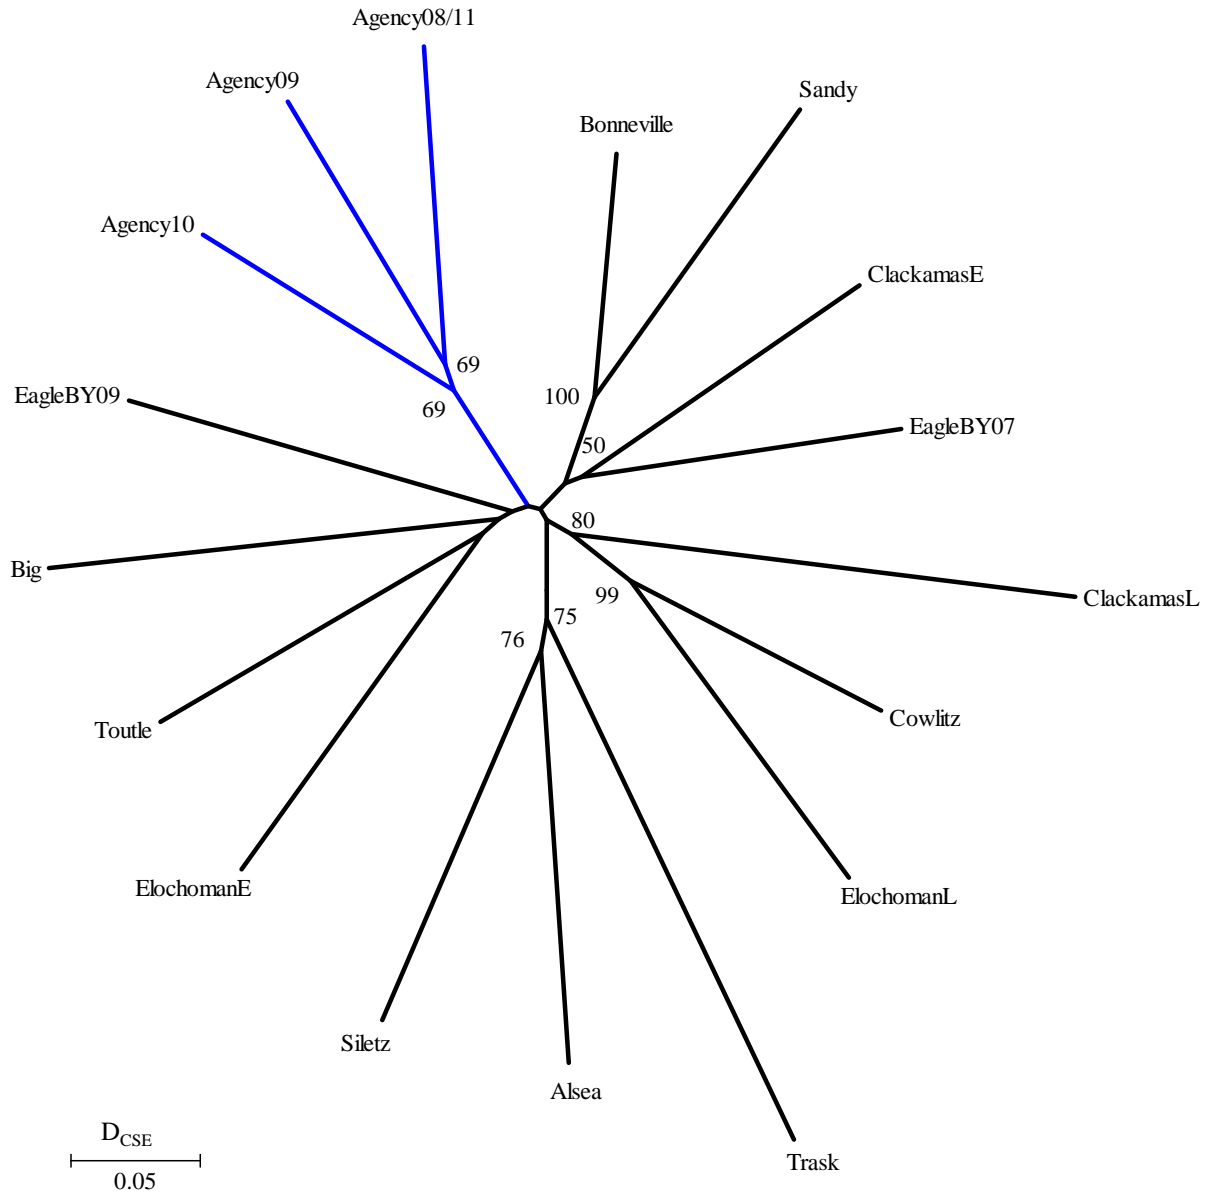 Agency08/11
Agency09
Sandy
Bonneville
Agency10
ClackamasE
69
EagleBY09
100
69
EagleBY07
50
80
Big
99
ClackamasL
75
76
Toutle
Cowlitz
ElochomanE
ElochomanL
Siletz
Alsea
D_CSE
Trask
0.05